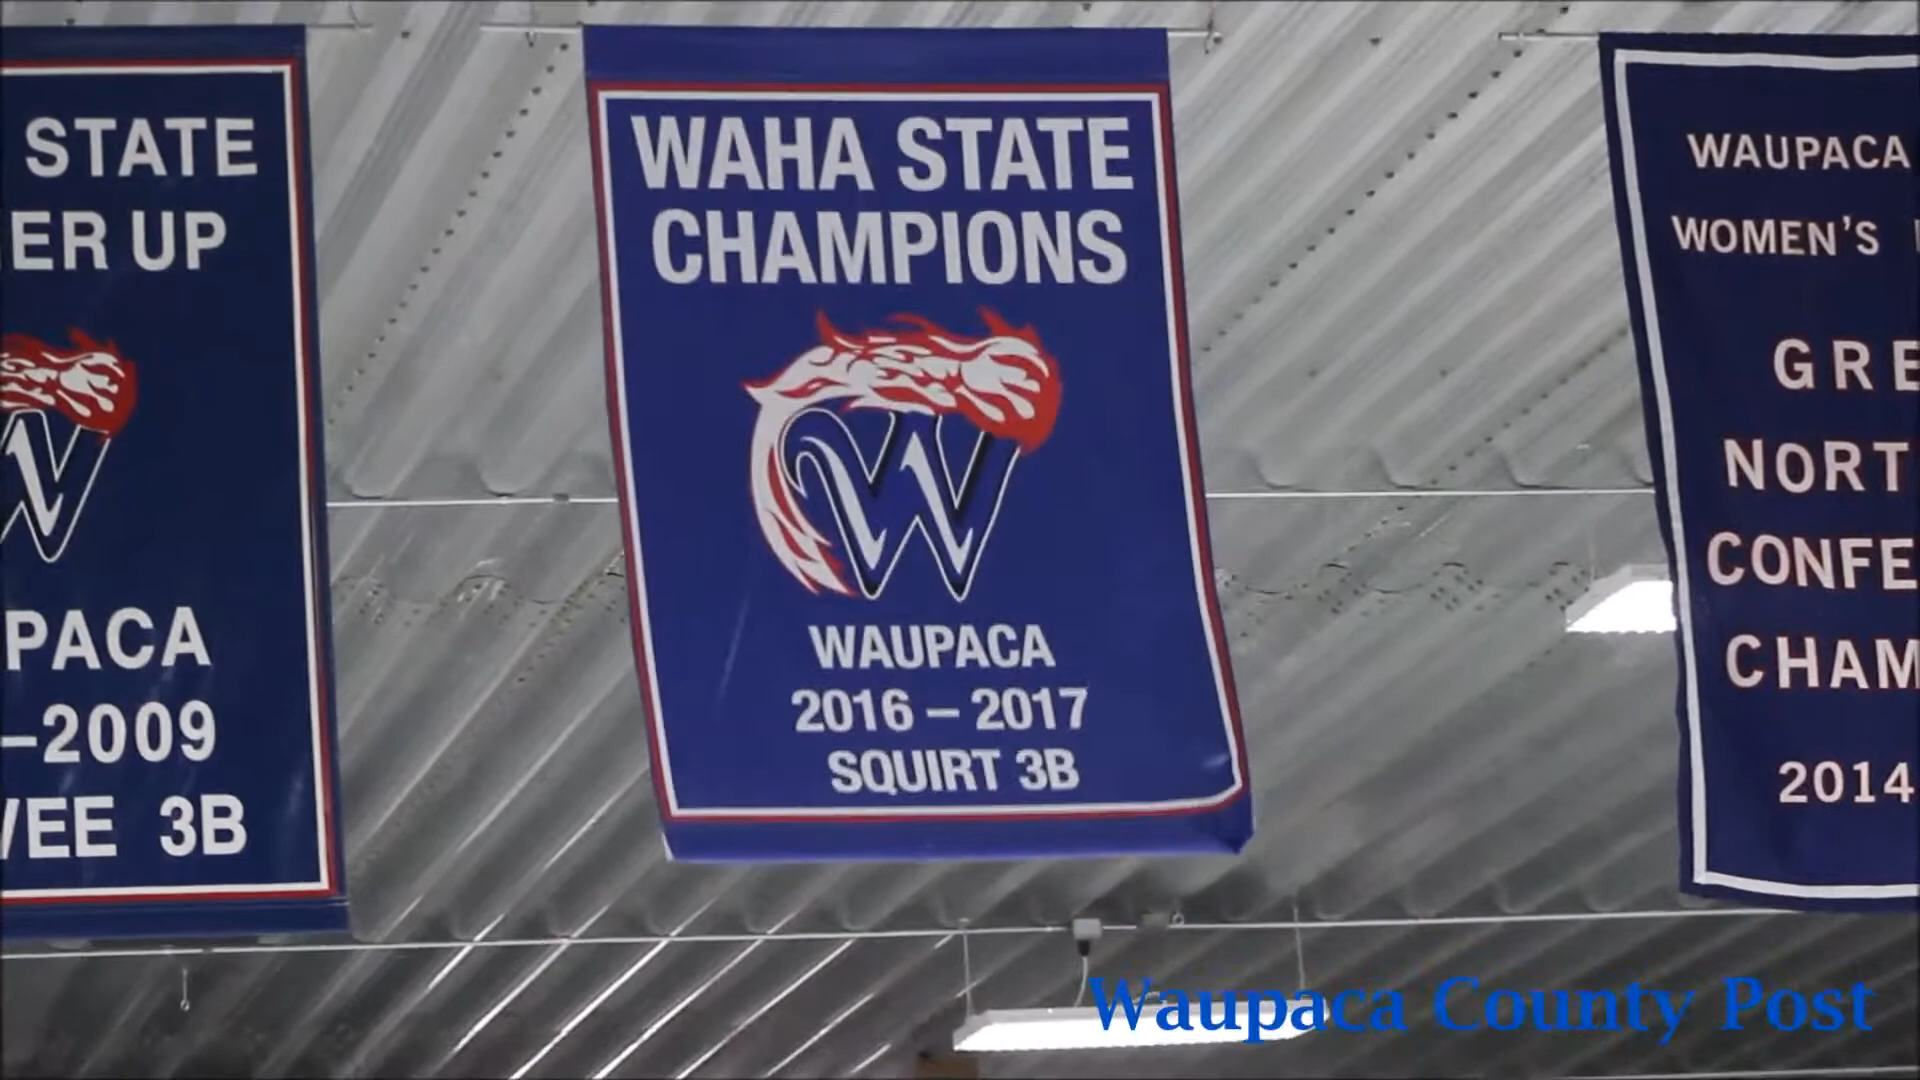 STATE
ER UP
W
PACA
–2009
VEE 3B
WAHA STATE
CHAMPIONS
W
WAUPACA
2016 – 2017
SQUIRT 3B
WAUPACA
WOMEN'S
GRE
NORT
CONFE
CHAM
2014
Waupaca County Post